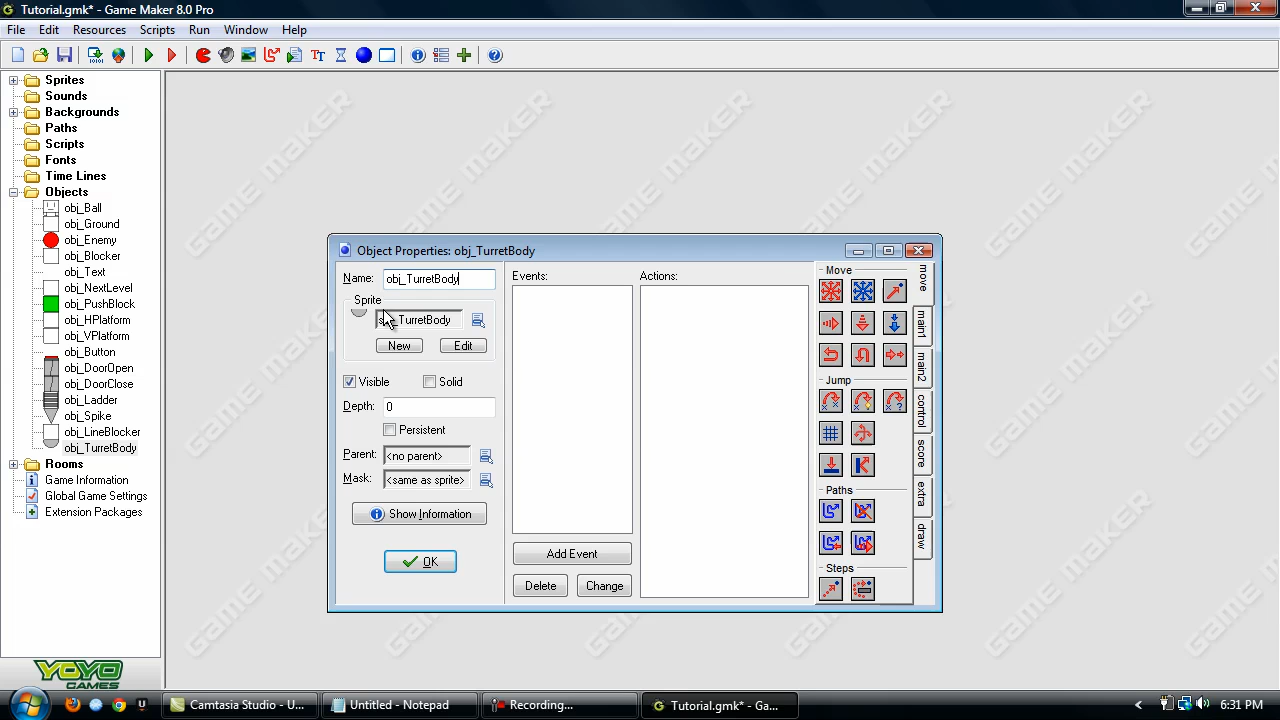 Tutorial.gmk* - Game Maker 8.0 Pro
File Edit Resources Scripts Run Window Help
Sprites
Sounds
Backgrounds
Paths
Scripts
Fonts
Time Lines
Objects
obj_Ball
obj_Ground
obj_Enemy
obj_Blocker
obj_Text
obj_NextLevel
obj_PushBlock
obj_HPlatform
obj_VPlatform
obj_Button
obj_DoorOpen
obj_DoorClose
obj_Ladder
obj_Spike
obj_LineBlocker
obj_TurretBody
Rooms
Game Information
Global Game Settings
Extension Packages
YOYO
GAMES
Object Properties: obj_TurretBody
Name: obj_TurretBody
Sprite
TurretBody
New Edit
Visible Solid
Depth: 0
Persistent
Parent: <no parent>
Mask: <same as sprite>
Show Information
OK
Events:
Add Event
Delete Change
Actions:
Move
Jump
Paths
Steps
move
main1
main2
control
score
extra
draw
GAME MAKER
Camtasia Studio - U...
Untitled - Notepad
Recording...
Tutorial.gmk* - Ga...
6:31 PM